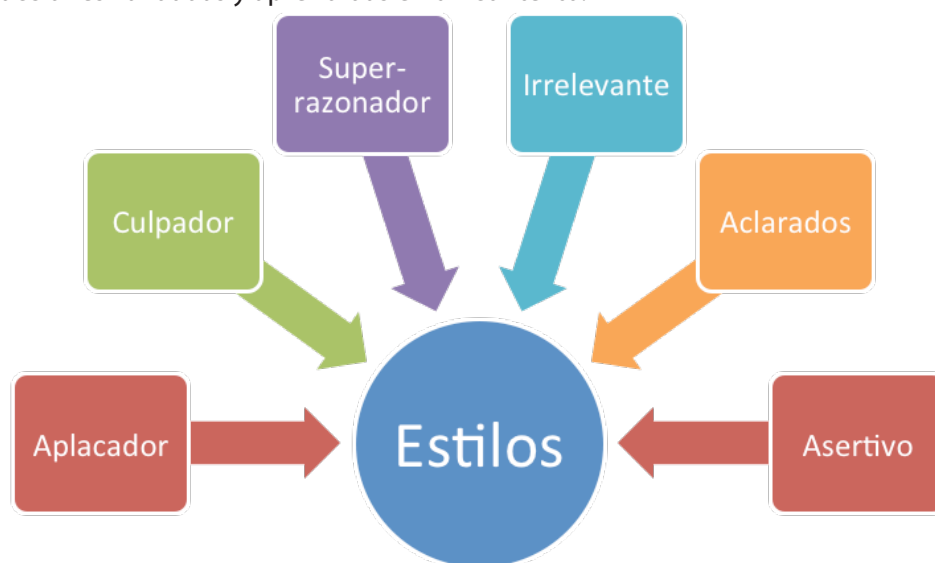 Super-
razonador
Irrelevante
Culpador
Aclarados
Aplacador
Estilos
Asertivo